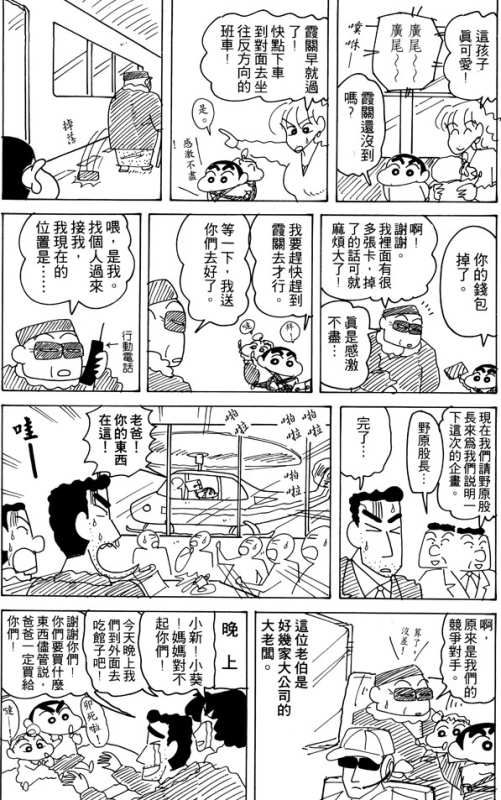 這孩子
真可愛！
廣尾～～
廣尾～～
噗
咻
霞關還沒到
嗎？
霞關早就過
了！
快點下車
到對面去坐
往反方向的
班車！
是。
感激不盡
掉落
你的錢包
掉了。
啊！
謝謝。
我裡面有很
多張卡，掉
了的話可就
麻煩大了！
真是感激
不盡…
我要趕快趕到
霞關去才行。
等一下，我送
你們去好了。
喂，是我。
找個人過來
接我，
我現在的
位置是……
行動電話
現在我們請野原股
長來為我們說明一
下這次的企畫。
野原股長…
完了…
啪啦
啪啦
啪啦
啪啦
老爸！
你的東西
在這！
哇——
啊，
原來是我們的
競爭對手。
算了！
沒差！
這位老伯是
好幾家大公司的
大老闆。
晚上
小新！小葵
！媽媽對不
起你們！
今天晚上我
們到外面去
吃館子吧！
謝謝你們！
你們要買什麼
東西儘管說，
爸爸一定買給
你們！